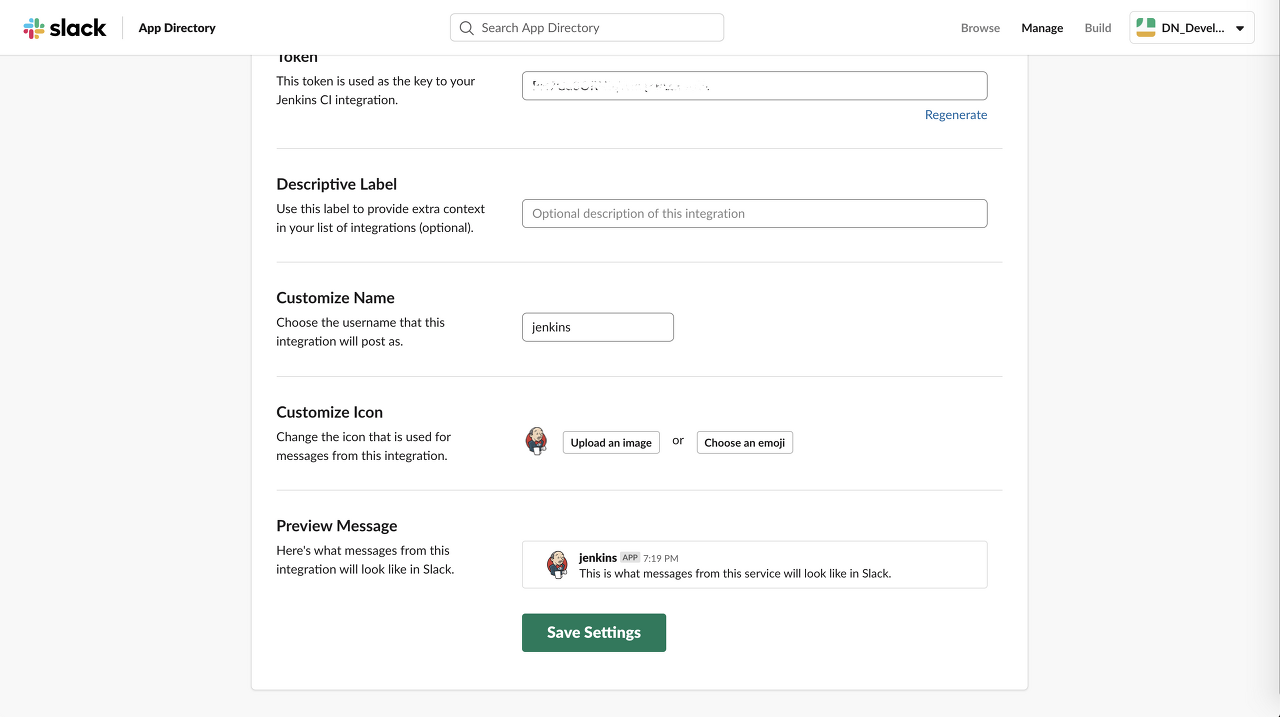 slack
App Directory
Search App Directory
Browse
Manage
Build
DN_Devel...
Token
This token is used as the key to your
Jenkins CI integration.
Regenerate
Descriptive Label
Use this label to provide extra context
in your list of integrations (optional).
Optional description of this integration
Customize Name
Choose the username that this
integration will post as.
jenkins
Customize Icon
Change the icon that is used for
messages from this integration.
Upload an image
or
Choose an emoji
Preview Message
Here's what messages from this
integration will look like in Slack.
jenkins APP 7:19 PM
This is what messages from this service will look like in Slack.
Save Settings